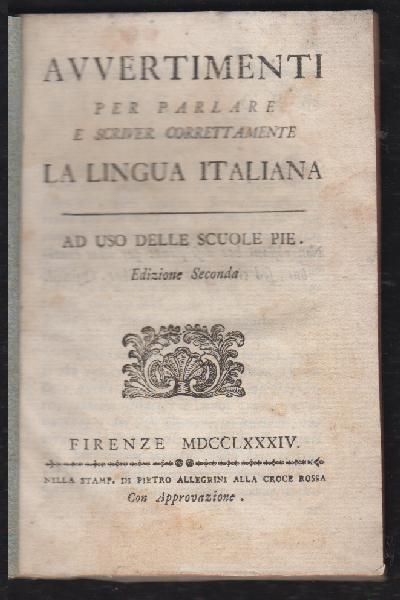 AVVERTIMENTI
PER PARLARE
E SCRIVER CORRETTAMENTE
LA LINGUA ITALIANA
AD USO DELLE SCUOLE PIE.
Edizione Seconda
FIRENZE MDCCLXXXIV.
NELLA STAMP. DI PIETRO ALLEGRINI ALLA CROCE ROSSA
Con Approvazione.